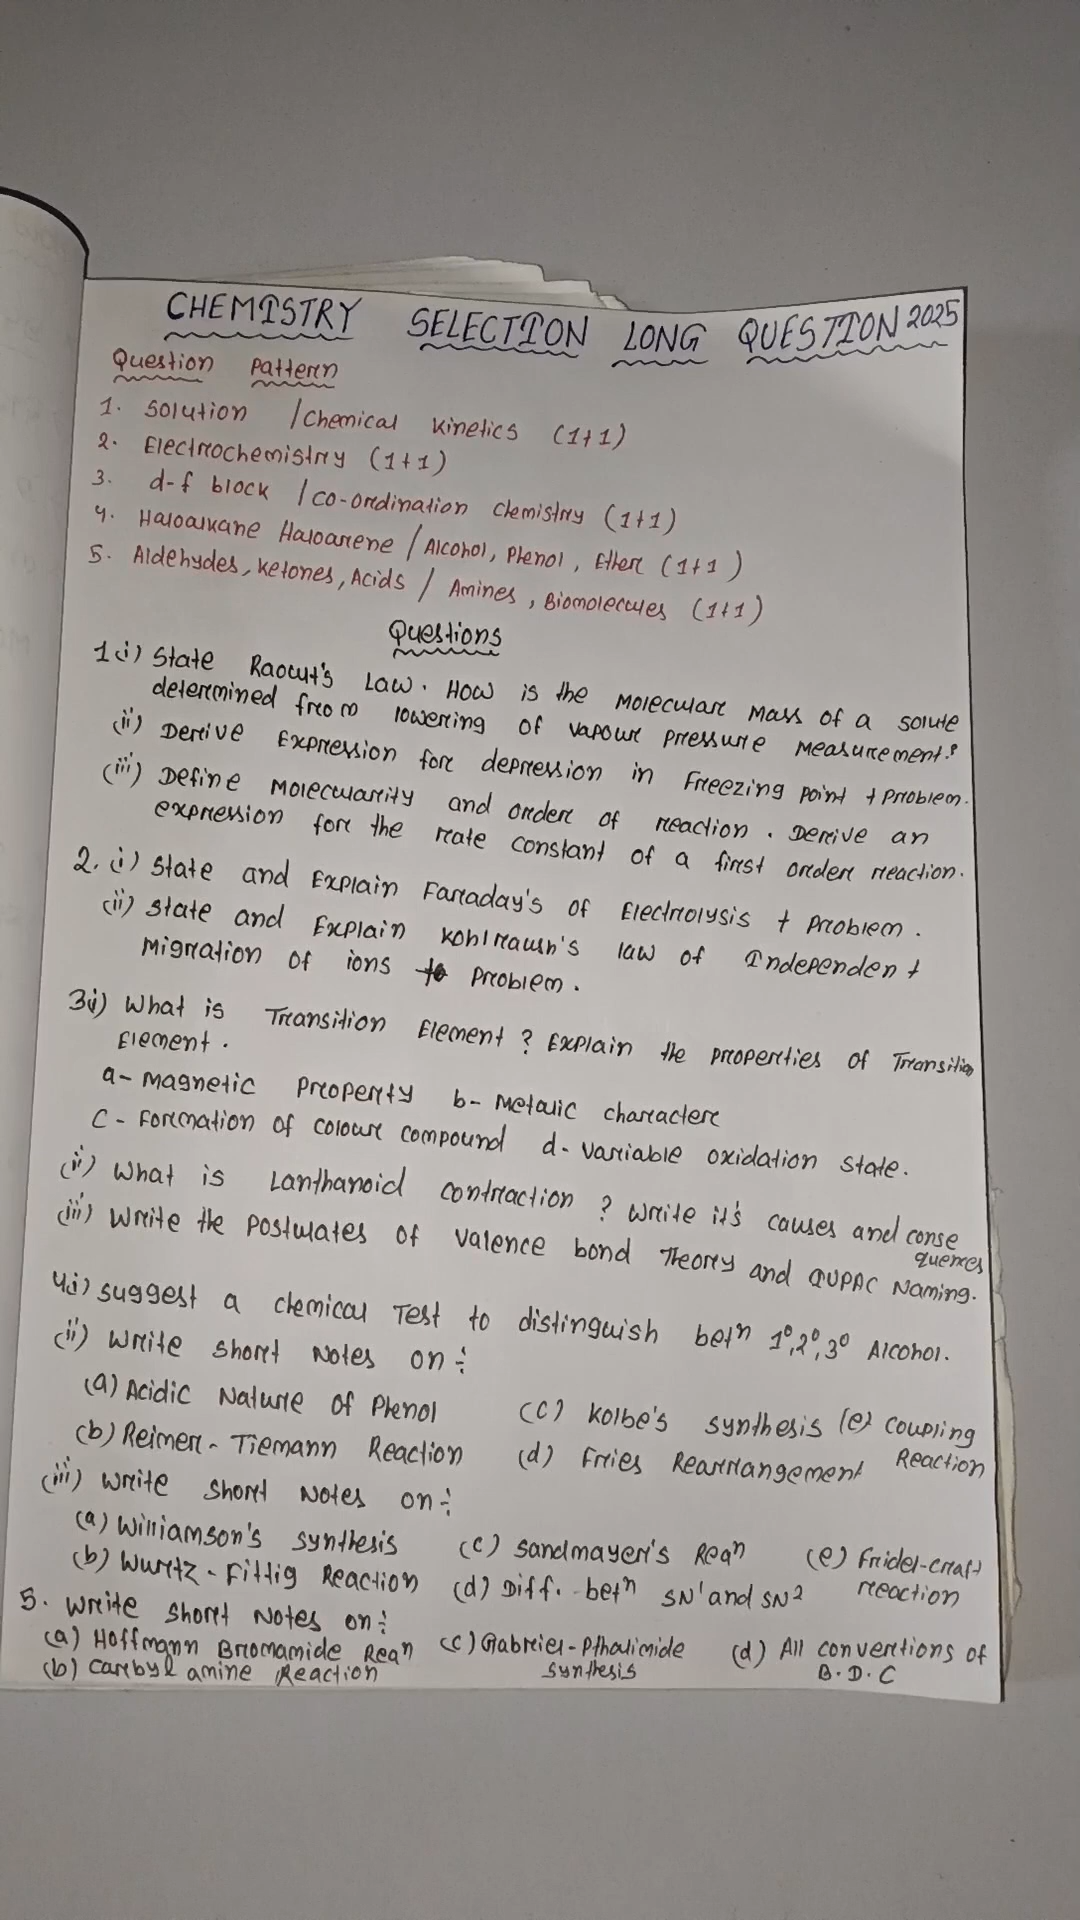 CHEMISTRY SELECTION LONG QUESTION 2025
Question Pattern
1. Solution / Chemical Kinetics (1+1)
2. Electrochemistry (1+1)
3. d-f block / co-ordination chemistry (1+1)
4. Haloalkane Haloarene / Alcohol, Phenol, Ether (1+1)
5. Aldehydes, Ketones, Acids / Amines, Biomolecules (1+1)
Questions
1 i) State Raoult's Law. How is the Molecular Mass of a solute
determined from lowering of vapour pressure measurement?
(ii) Derive Expression for depression in Freezing point + Problem.
(iii) Define Molecularity and order of reaction. Derive an
expression for the rate constant of a first order reaction.
2. i) State and Explain Faraday's of Electrolysis + Problem.
(ii) State and Explain Kohlraush's law of Independent
Migration of ions Problem.
3 i) What is Transition Element? Explain the properties of Transition
Element.
a- Magnetic Property b- Metalic character
c- Formation of colour compound d- variable oxidation state.
(ii) What is Lanthanoid contraction? Write it's causes and conse
quences
(iii) Write the postulates of valence bond Theory and IUPAC Naming.
4 i) suggest a chemical Test to distinguish betn 1°,2°,3° Alcohol.
(ii) Write short Notes on÷
(a) Acidic Nature of Phenol (c) Kolbe's synthesis (e) coupling
Reaction
(b) Reimer-Tiemann Reaction (d) Fries Rearrangement
(iii) Write short Notes on÷
(a) Williamson's synthesis (c) Sandmayer's Rean (e) Fridel-craft
reaction
(b) Wurtz-Fittig Reaction (d) Diff. betn SN1 and SN2
5. Write short Notes on÷
(a) Hoffmann Bromamide Rean (c) Gabriel-Pthalimide (d) All convertions of
synthesis B.D.C
(b) Carbyl amine Reaction